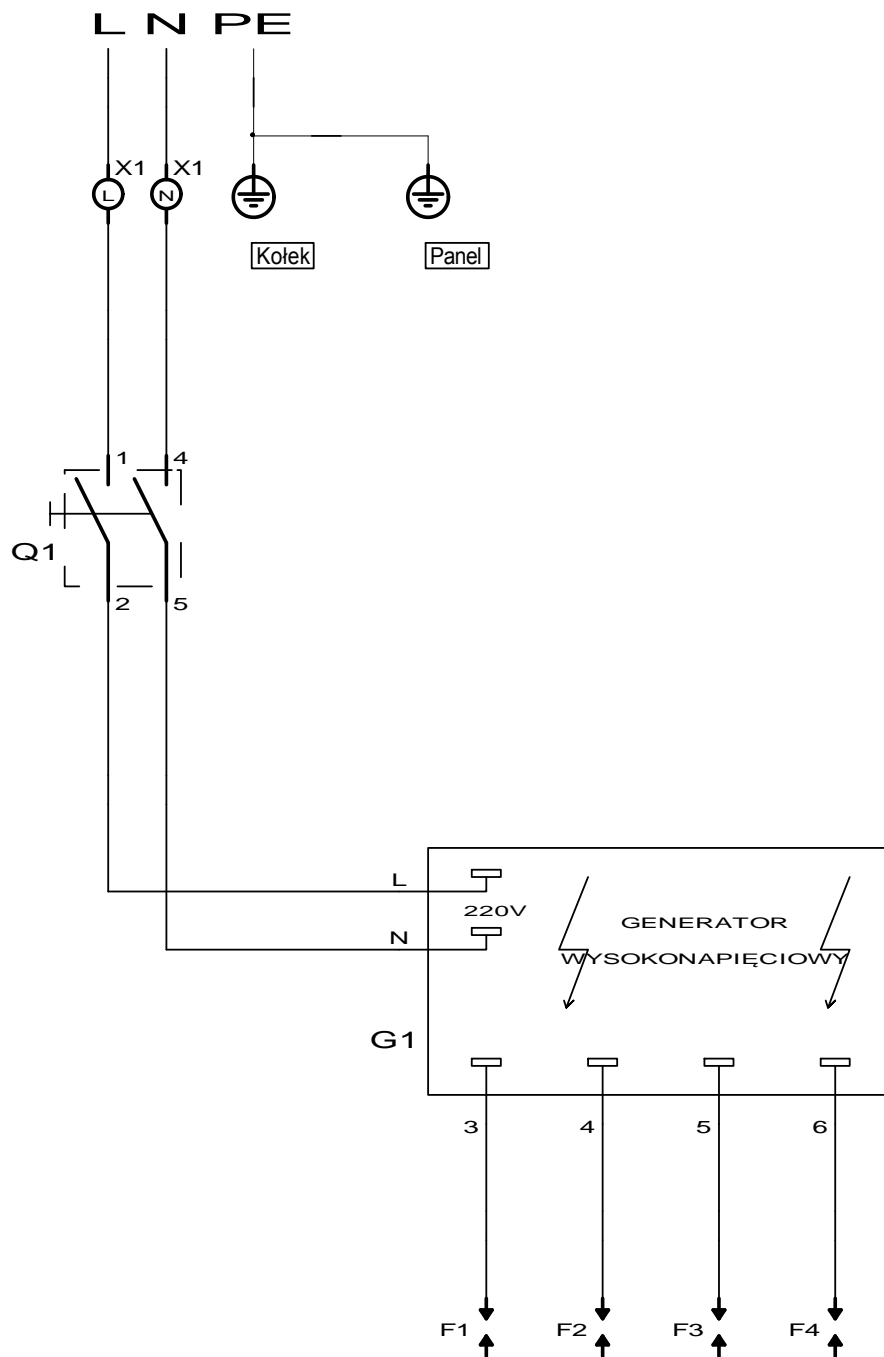 L N PE
X1 X1
L N
Kołek Panel
1 4
Q1
2 5
L
220V GENERATOR
N
WYSOKONAPIĘCIOWY
G1
3 4 5 6
F1 F2 F3 F4